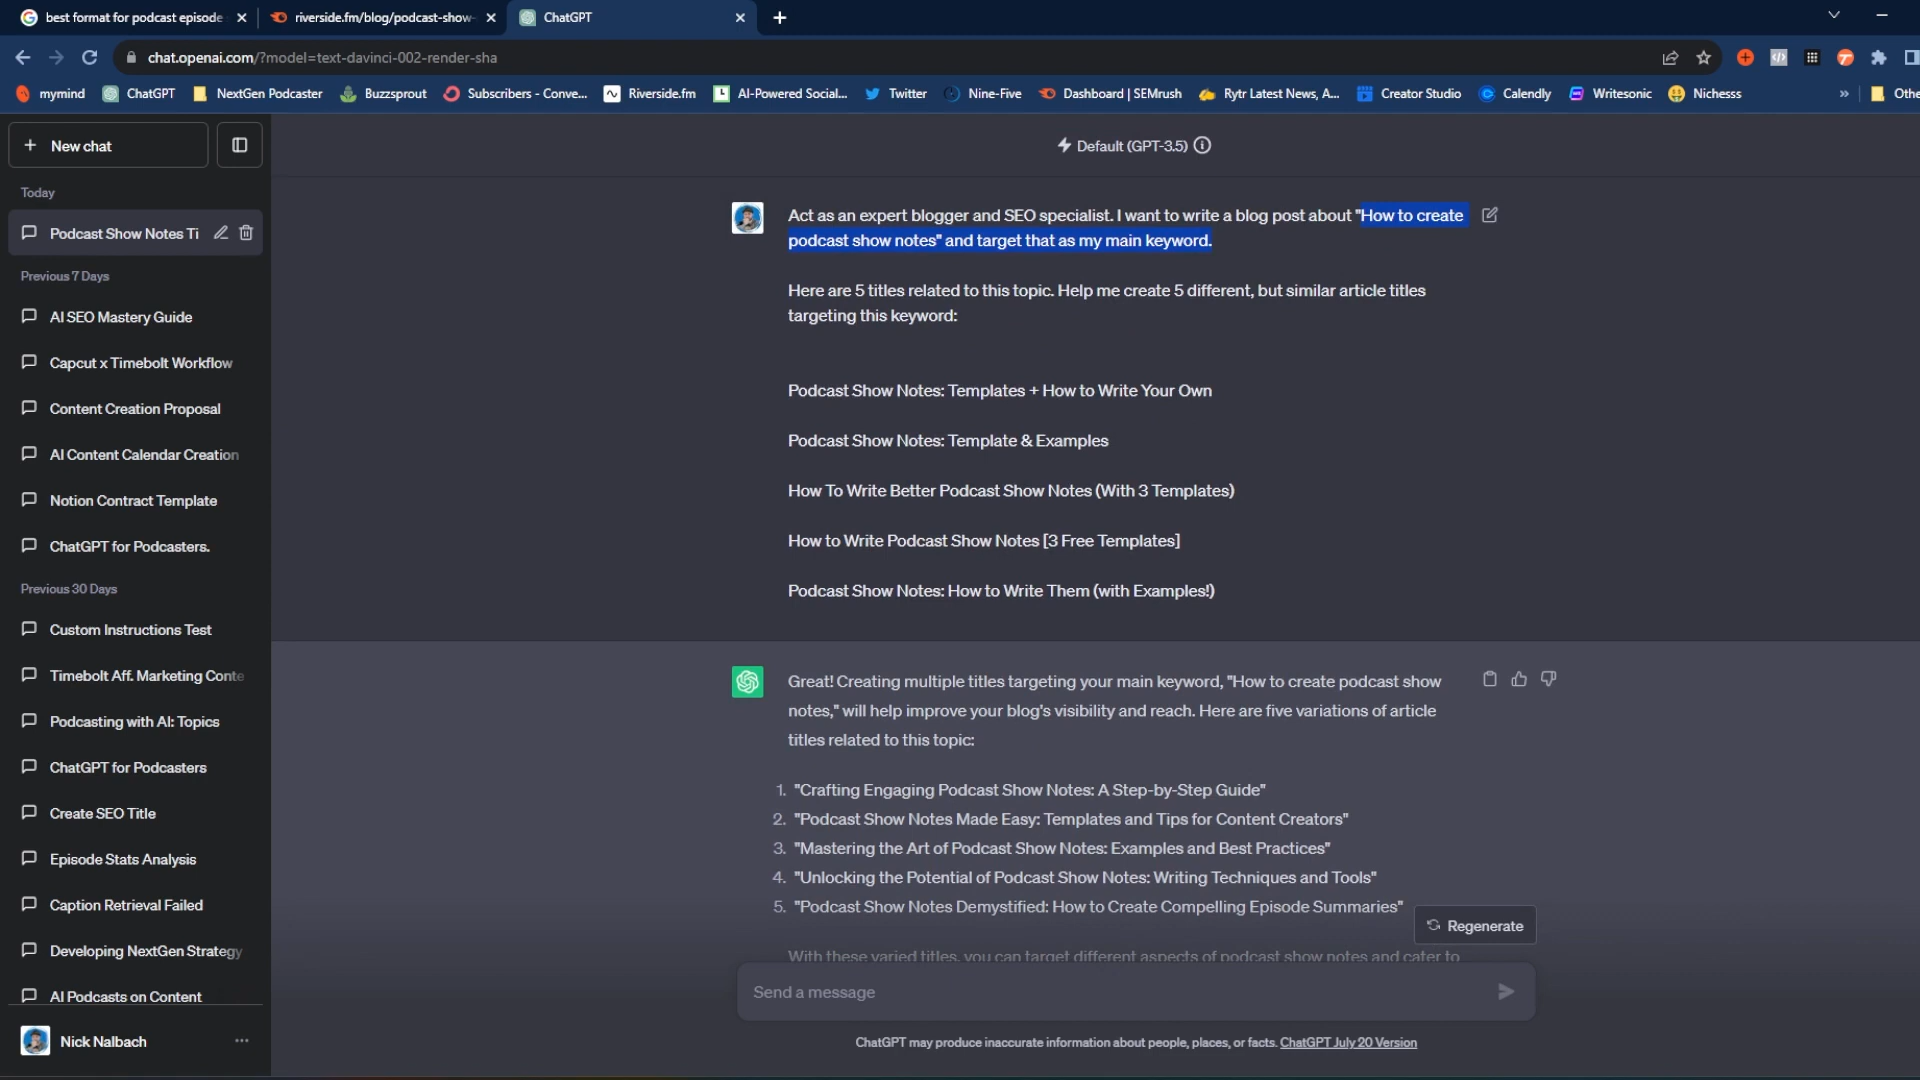 best format for podcast episode
riverside.fm/blog/podcast-show-
ChatGPT
chat.openai.com/?model=text-davinci-002-render-sha
mymind
ChatGPT
NextGen Podcaster
Buzzsprout
Subscribers - Conve...
Riverside.fm
AI-Powered Social...
Twitter
Nine-Five
Dashboard | SEMrush
Rytr Latest News, A...
Creator Studio
Calendly
Writesonic
Nichesss
»
Othe
+ New chat
Today
Podcast Show Notes Ti
Previous 7 Days
AI SEO Mastery Guide
Capcut x Timebolt Workflow
Content Creation Proposal
AI Content Calendar Creation
Notion Contract Template
ChatGPT for Podcasters.
Previous 30 Days
Custom Instructions Test
Timebolt Aff. Marketing Conte
Podcasting with AI: Topics
ChatGPT for Podcasters
Create SEO Title
Episode Stats Analysis
Caption Retrieval Failed
Developing NextGen Strategy
AI Podcasts on Content
Nick Nalbach
Default (GPT-3.5)
Act as an expert blogger and SEO specialist. I want to write a blog post about "How to create
podcast show notes" and target that as my main keyword.
Here are 5 titles related to this topic. Help me create 5 different, but similar article titles
targeting this keyword:
Podcast Show Notes: Templates + How to Write Your Own
Podcast Show Notes: Template & Examples
How To Write Better Podcast Show Notes (With 3 Templates)
How to Write Podcast Show Notes [3 Free Templates]
Podcast Show Notes: How to Write Them (with Examples!)
Great! Creating multiple titles targeting your main keyword, "How to create podcast show
notes," will help improve your blog's visibility and reach. Here are five variations of article
titles related to this topic:
1. "Crafting Engaging Podcast Show Notes: A Step-by-Step Guide"
2. "Podcast Show Notes Made Easy: Templates and Tips for Content Creators"
3. "Mastering the Art of Podcast Show Notes: Examples and Best Practices"
4. "Unlocking the Potential of Podcast Show Notes: Writing Techniques and Tools"
5. "Podcast Show Notes Demystified: How to Create Compelling Episode Summaries"
Regenerate
With these varied titles, you can target different aspects of podcast show notes and cater to
Send a message
ChatGPT may produce inaccurate information about people, places, or facts. ChatGPT July 20 Version